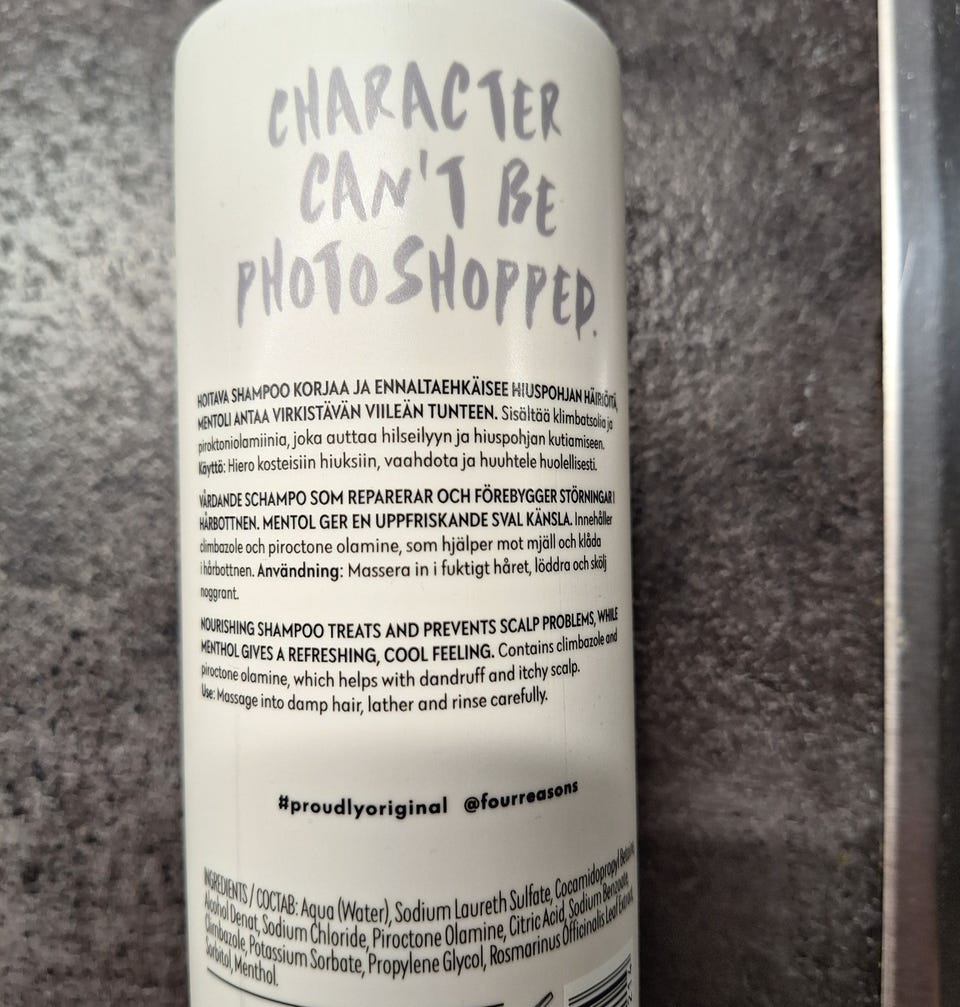 CHARACTER
CAN'T BE
PHOTOSHOPPED.
HOITAVA SHAMPOO KORJAA JA ENNALTAEHKÄISEE HIUSPOHJAN HÄIRIÖITÄ,
MENTOLI ANTAA VIRKISTÄVÄN VIILEÄN TUNTEEN. Sisältää klimbatsolia ja
piroktoniolamiinia, joka auttaa hilseilyyn ja hiuspohjan kutiamiseen.
Käyttö: Hiero kosteisiin hiuksiin, vaahdota ja huuhtele huolellisesti.
VÅRDANDE SCHAMPO SOM REPARERAR OCH FÖREBYGGER STÖRNINGAR I
HÅRBOTTNEN. MENTOL GER EN UPPFRISKANDE SVAL KÄNSLA. Innehåller
climbazole och piroctone olamine, som hjälper mot mjäll och klåda
i hårbottnen. Användning: Massera in i fuktigt håret, löddra och skölj
noggrant.
NOURISHING SHAMPOO TREATS AND PREVENTS SCALP PROBLEMS, WHILE
MENTHOL GIVES A REFRESHING, COOL FEELING. Contains climbazole and
piroctone olamine, which helps with dandruff and itchy scalp.
Use: Massage into damp hair, lather and rinse carefully.
#proudlyoriginal @fourreasons
INGREDIENTS / СОСТАВ: Aqua (Water), Sodium Laureth Sulfate, Cocamidopropyl Betaine,
Alcohol Denat, Sodium Chloride, Piroctone Olamine, Citric Acid, Sodium Benzoate,
Climbazole, Potassium Sorbate, Propylene Glycol, Rosmarinus Officinalis Leaf Extract,
Sorbitol, Menthol.